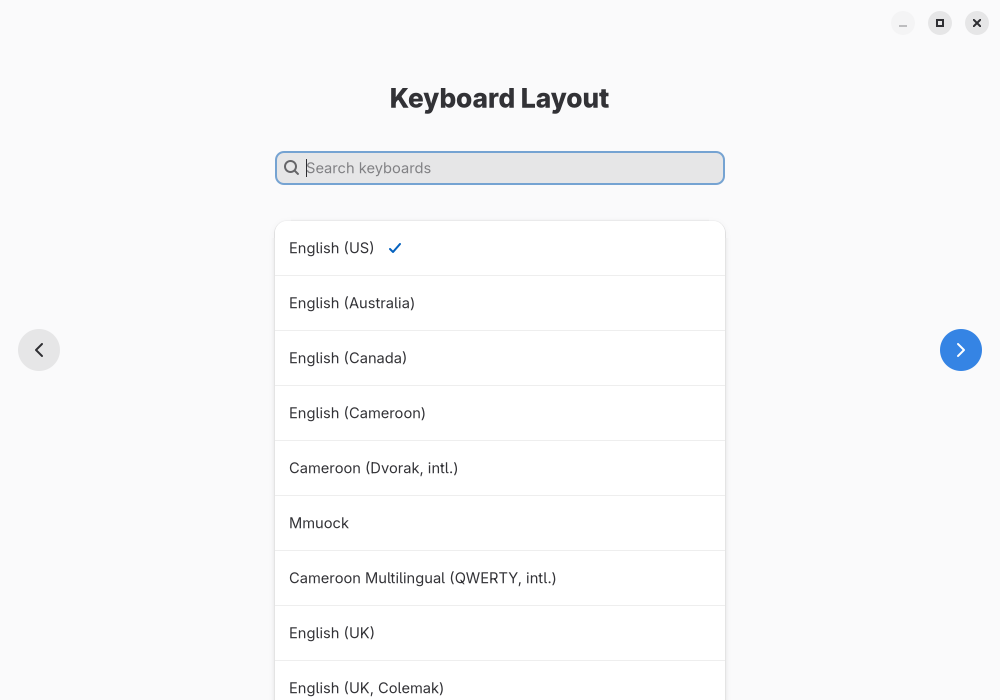 Keyboard Layout
Search keyboards
English (US)
English (Australia)
English (Canada)
English (Cameroon)
Cameroon (Dvorak, intl.)
Mmuock
Cameroon Multilingual (QWERTY, intl.)
English (UK)
English (UK, Colemak)